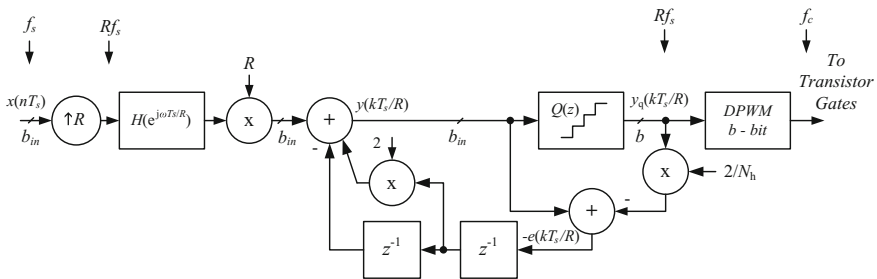 f_s
Rf_s
Rf_s
f_c
x(nT_s)
b_in
↑R
H(e^{jωTs/R})
R
x
b_in
+
-
y(kT_s/R)
b_in
2
x
Q(z)
y_q(kT_s/R)
b
DPWM
b - bit
To
Transistor
Gates
x
2/N_h
-
+
-e(kT_s/R)
z^{-1}
z^{-1}